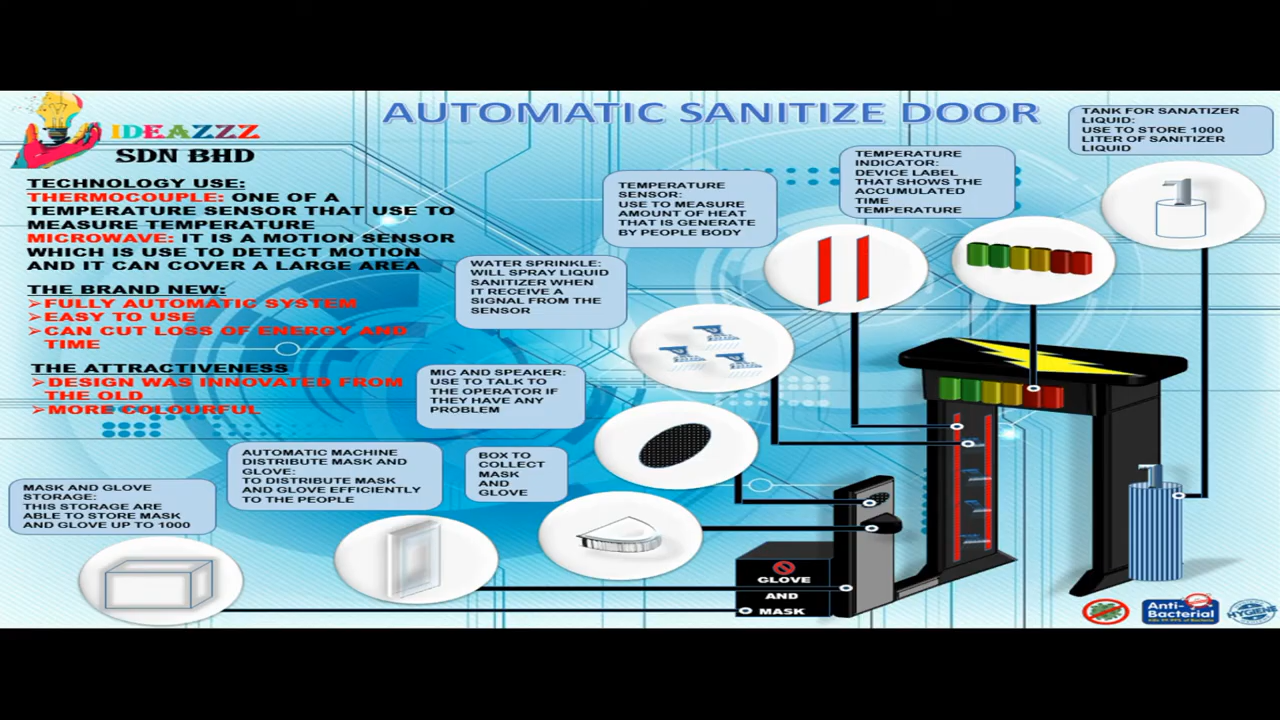 AUTOMATIC SANITIZE DOOR
IDEAZZZ
SDN BHD
TECHNOLOGY USE:
THERMOCOUPLE: ONE OF A
TEMPERATURE SENSOR THAT USE TO
MEASURE TEMPERATURE
MICROWAVE: IT IS A MOTION SENSOR
WHICH IS USE TO DETECT MOTION
AND IT CAN COVER A LARGE AREA
THE BRAND NEW:
➢FULLY AUTOMATIC SYSTEM
➢EASY TO USE
➢CAN CUT LOSS OF ENERGY AND
TIME
THE ATTRACTIVENESS
➢DESIGN WAS INNOVATED FROM
THE OLD
➢MORE COLOURFUL
TANK FOR SANATIZER
LIQUID:
USE TO STORE 1000
LITER OF SANITIZER
LIQUID
TEMPERATURE
INDICATOR:
DEVICE LABEL
THAT SHOWS THE
ACCUMULATED
TIME
TEMPERATURE
TEMPERATURE
SENSOR:
USE TO MEASURE
AMOUNT OF HEAT
THAT IS GENERATE
BY PEOPLE BODY
WATER SPRINKLE:
WILL SPRAY LIQUID
SANITIZER WHEN
IT RECEIVE A
SIGNAL FROM THE
SENSOR
MIC AND SPEAKER:
USE TO TALK TO
THE OPERATOR IF
THEY HAVE ANY
PROBLEM
BOX TO
COLLECT
MASK
AND
GLOVE
AUTOMATIC MACHINE
DISTRIBUTE MASK AND
GLOVE:
TO DISTRIBUTE MASK
AND GLOVE EFFICIENTLY
TO THE PEOPLE
MASK AND GLOVE
STORAGE:
THIS STORAGE ARE
ABLE TO STORE MASK
AND GLOVE UP TO 1000
GLOVE
AND
MASK
Anti-
Bacterial
HYGIENE